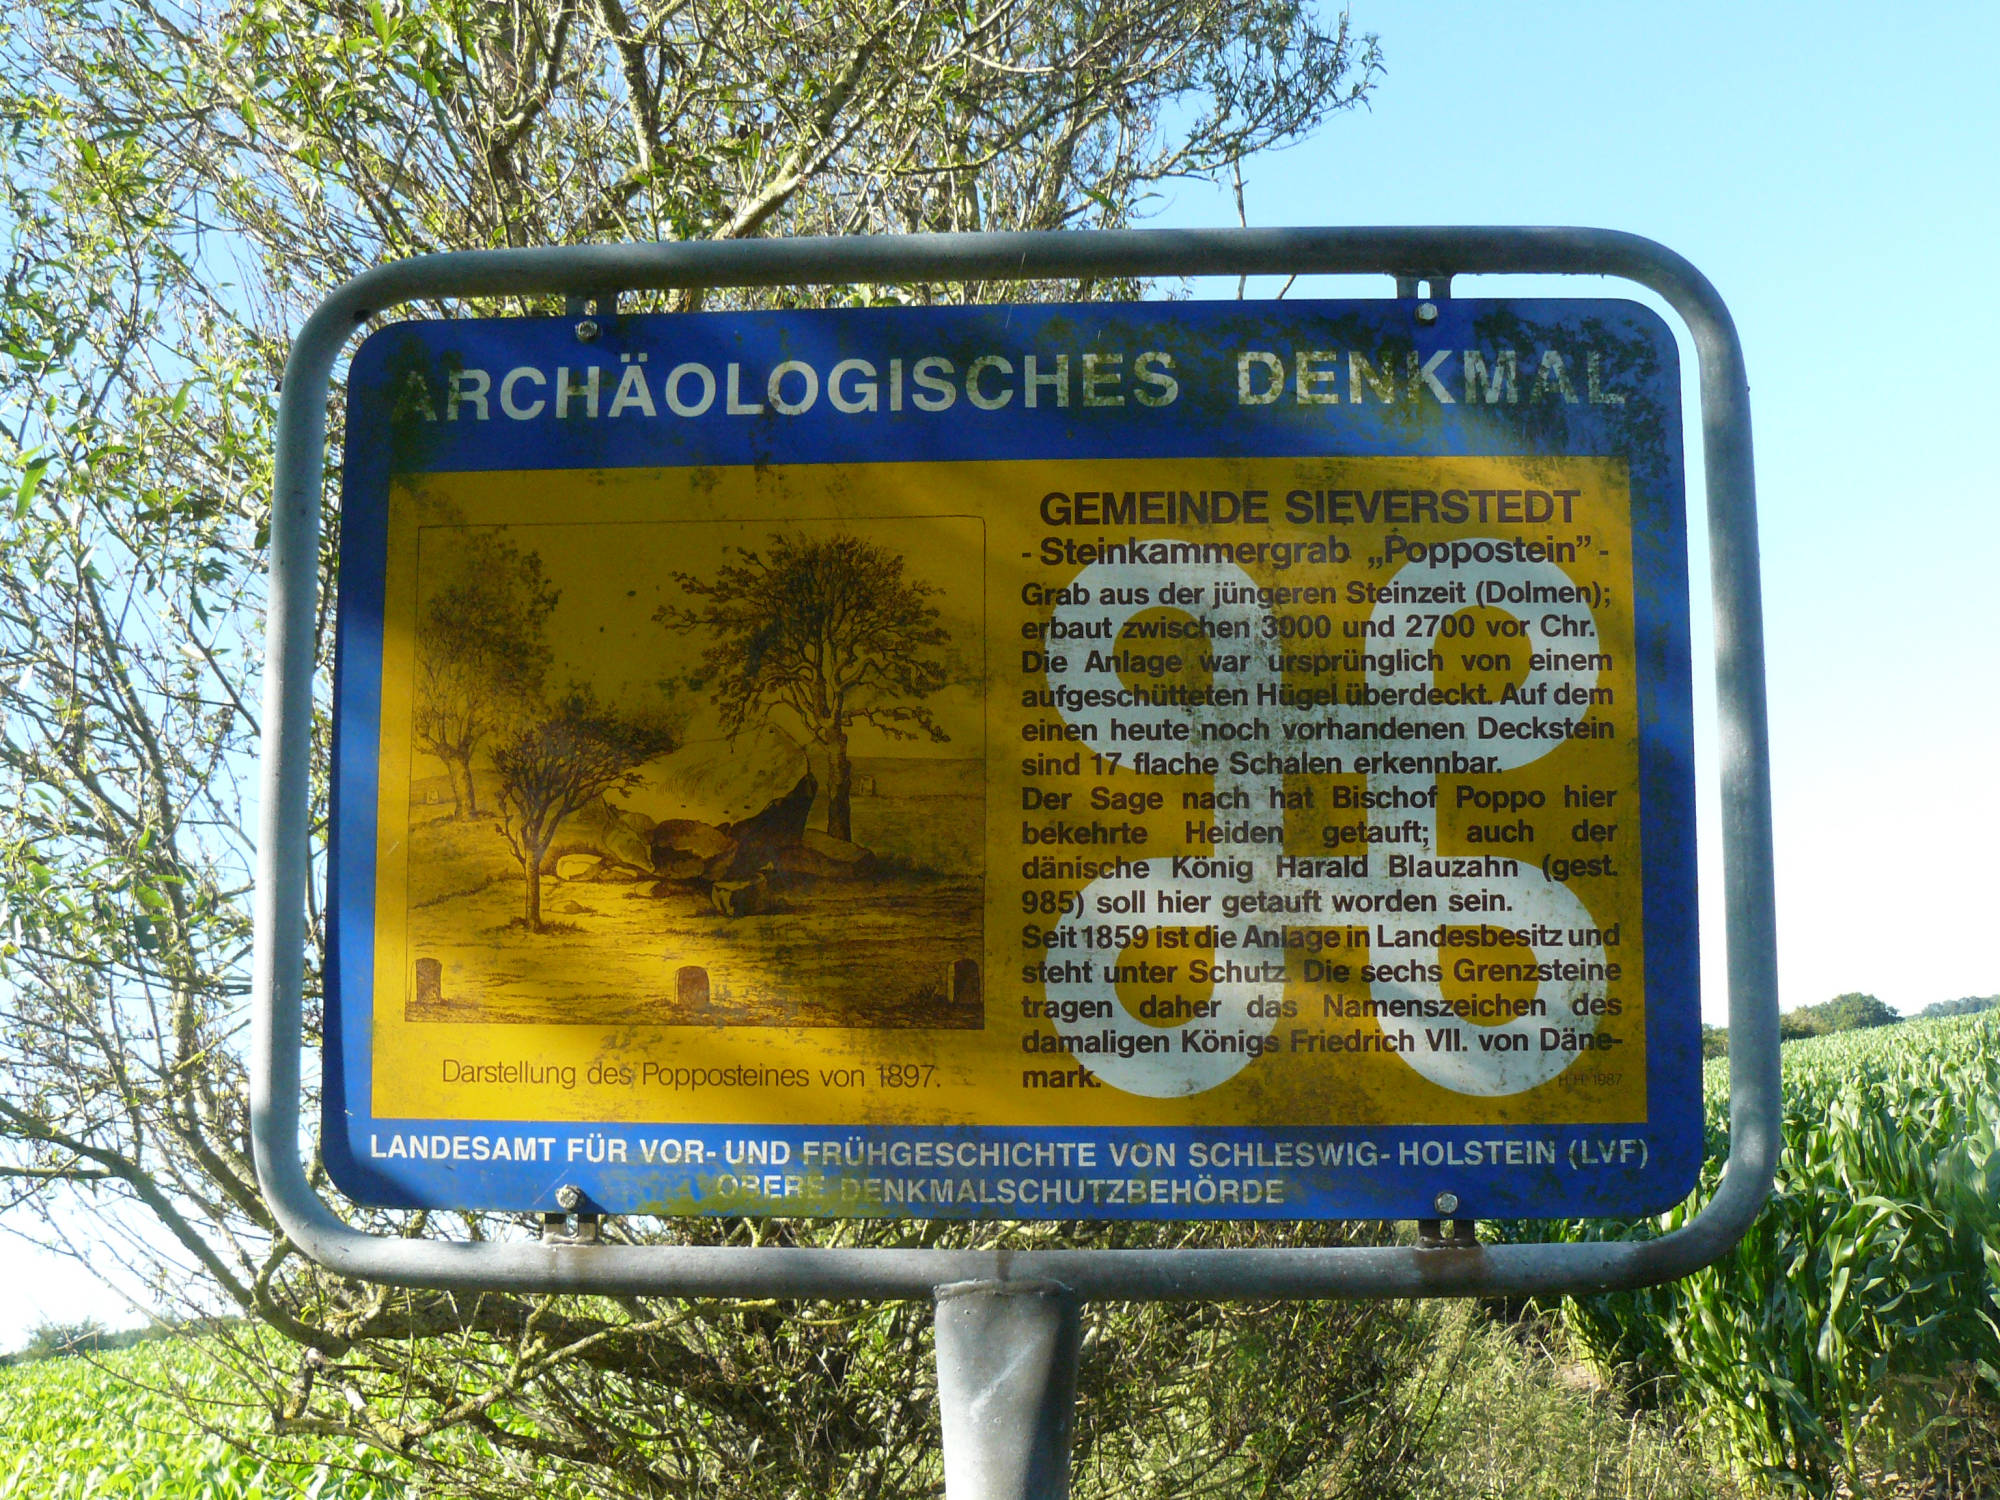 ARCHÄOLOGISCHES DENKMAL
GEMEINDE SIEVERSTEDT
- Steinkammergrab „Poppostein” -
Grab aus der jüngeren Steinzeit (Dolmen);
erbaut zwischen 3000 und 2700 vor Chr.
Die Anlage war ursprünglich von einem
aufgeschütteten Hügel überdeckt. Auf dem
einen heute noch vorhandenen Deckstein
sind 17 flache Schalen erkennbar.
Der Sage nach hat Bischof Poppo hier
bekehrte Heiden getauft; auch der
dänische König Harald Blauzahn (gest.
985) soll hier getauft worden sein.
Seit 1859 ist die Anlage in Landesbesitz und
steht unter Schutz. Die sechs Grenzsteine
tragen daher das Namenszeichen des
damaligen Königs Friedrich VII. von Däne-
mark.
H.H. 1987
Darstellung des Popposteines von 1897.
LANDESAMT FÜR VOR- UND FRÜHGESCHICHTE VON SCHLESWIG-HOLSTEIN (LVF)
OBERE DENKMALSCHUTZBEHÖRDE